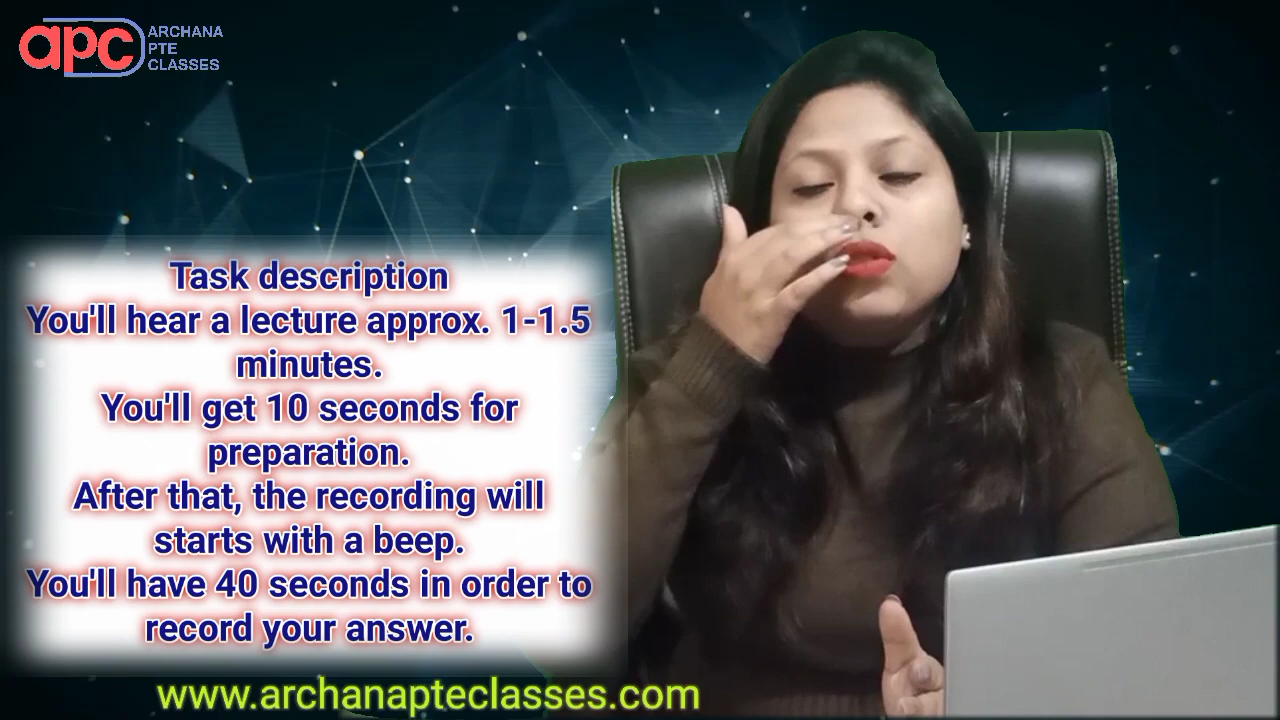 apc
ARCHANA
PTE
CLASSES
Task description
You'll hear a lecture approx. 1-1.5
minutes.
You'll get 10 seconds for
preparation.
After that, the recording will
starts with a beep.
You'll have 40 seconds in order to
record your answer.
www.archanapteclasses.com